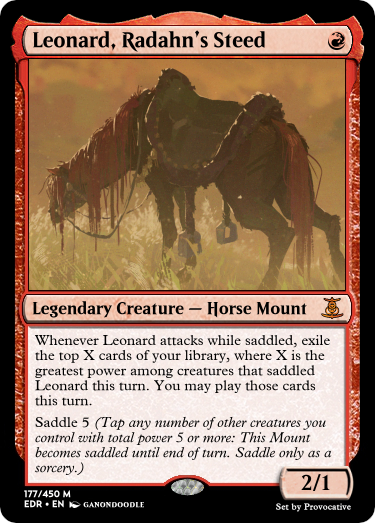 Leonard, Radahn's Steed
Legendary Creature — Horse Mount
Whenever Leonard attacks while saddled, exile
the top X cards of your library, where X is the
greatest power among creatures that saddled
Leonard this turn. You may play those cards
this turn.
Saddle 5 (Tap any number of other creatures you
control with total power 5 or more: This Mount
becomes saddled until end of turn. Saddle only as a
sorcery.)
2/1
177/450 M
EDR • EN GANONDOODLE
Set by Provocative